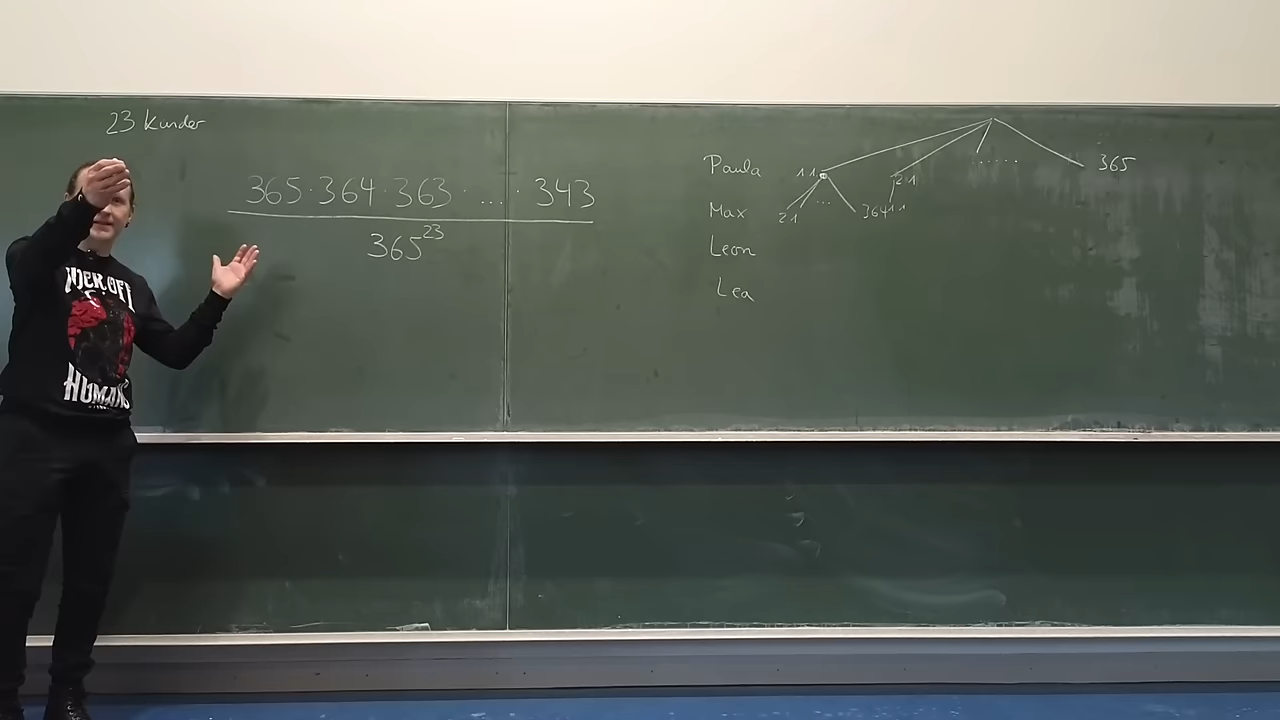 23 Kinder
365 · 364 · 363 · ... · 343
365^23
Paula 1.1. 2.1. ...... 365
Max 2.1. ... 364 1.1.
Leon
Lea
HUMANS